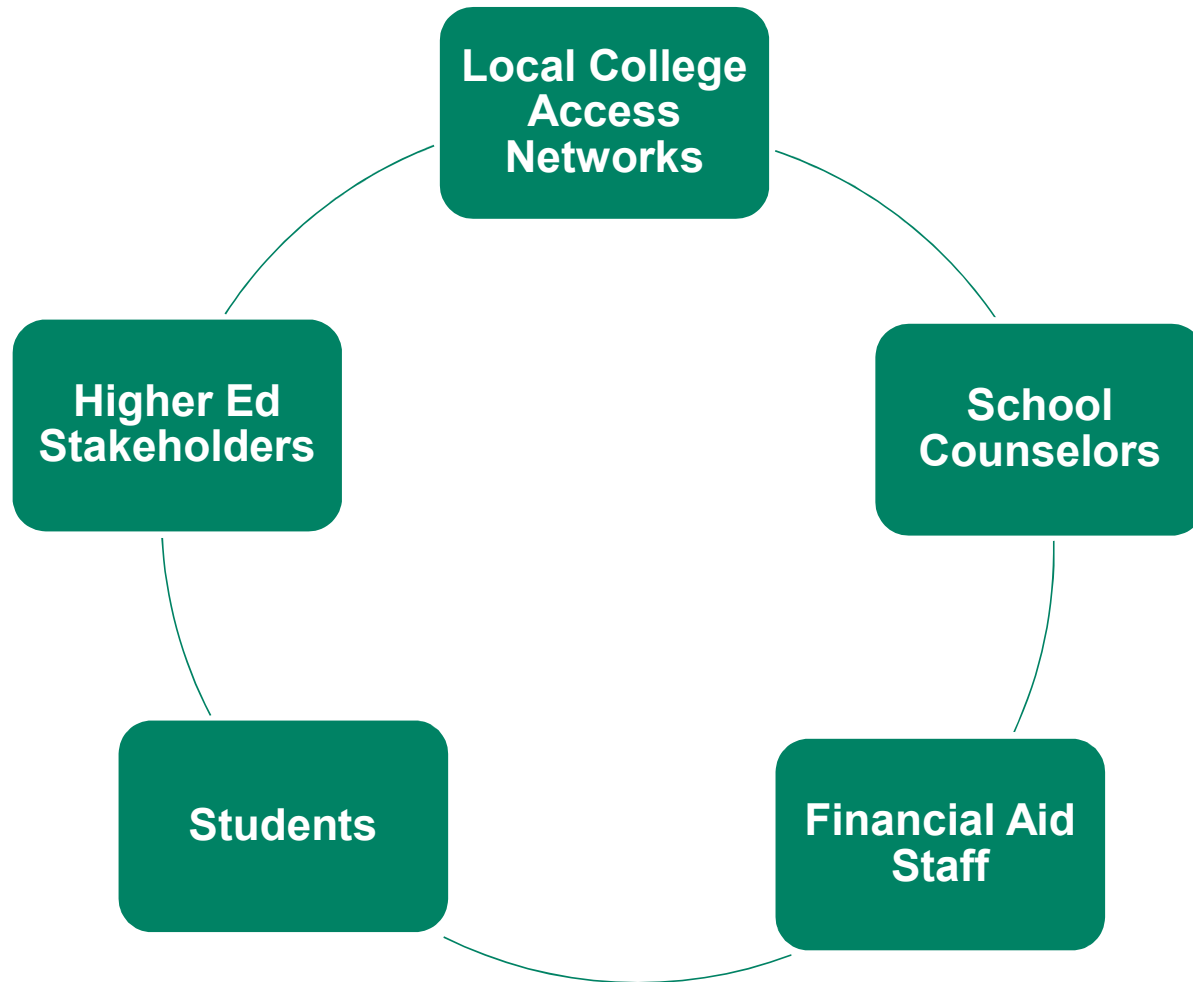 Local College
Access
Networks
Higher Ed
Stakeholders
School
Counselors
Students
Financial Aid
Staff